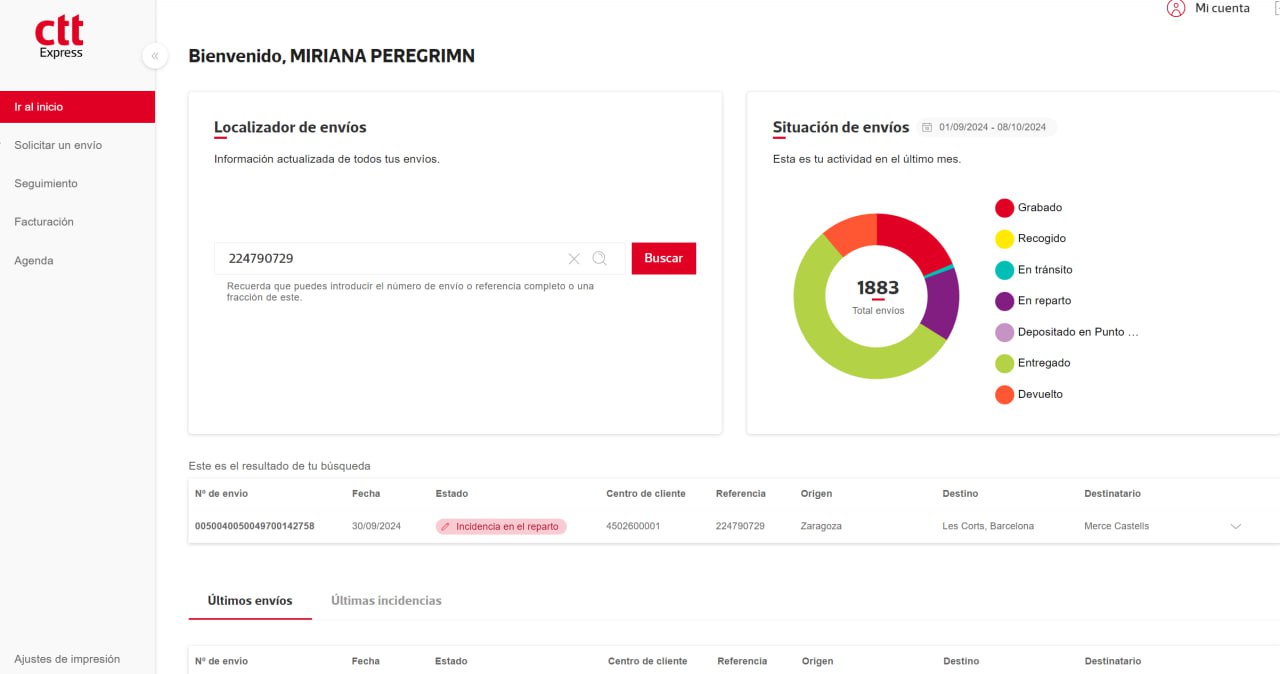 ctt
Express
Mi cuenta
«
Bienvenido, MIRIANA PEREGRIMN
Ir al inicio
Solicitar un envío
Seguimiento
Facturación
Agenda
Ajustes de impresión
Localizador de envíos
Información actualizada de todos tus envíos.
224790729
Buscar
Recuerda que puedes introducir el número de envío o referencia completo o una
fracción de este.
Situación de envíos 01/09/2024 - 08/10/2024
Esta es tu actividad en el último mes.
1883
Total envíos
Grabado
Recogido
En tránsito
En reparto
Depositado en Punto ...
Entregado
Devuelto
Este es el resultado de tu búsqueda
Nº de envio Fecha Estado Centro de cliente Referencia Origen Destino Destinatario
0050040050049700142758 30/09/2024 Incidencia en el reparto 4502600001 224790729 Zaragoza Les Corts, Barcelona Merce Castells
Últimos envíos Últimas incidencias
Nº de envio Fecha Estado Centro de cliente Referencia Origen Destino Destinatario